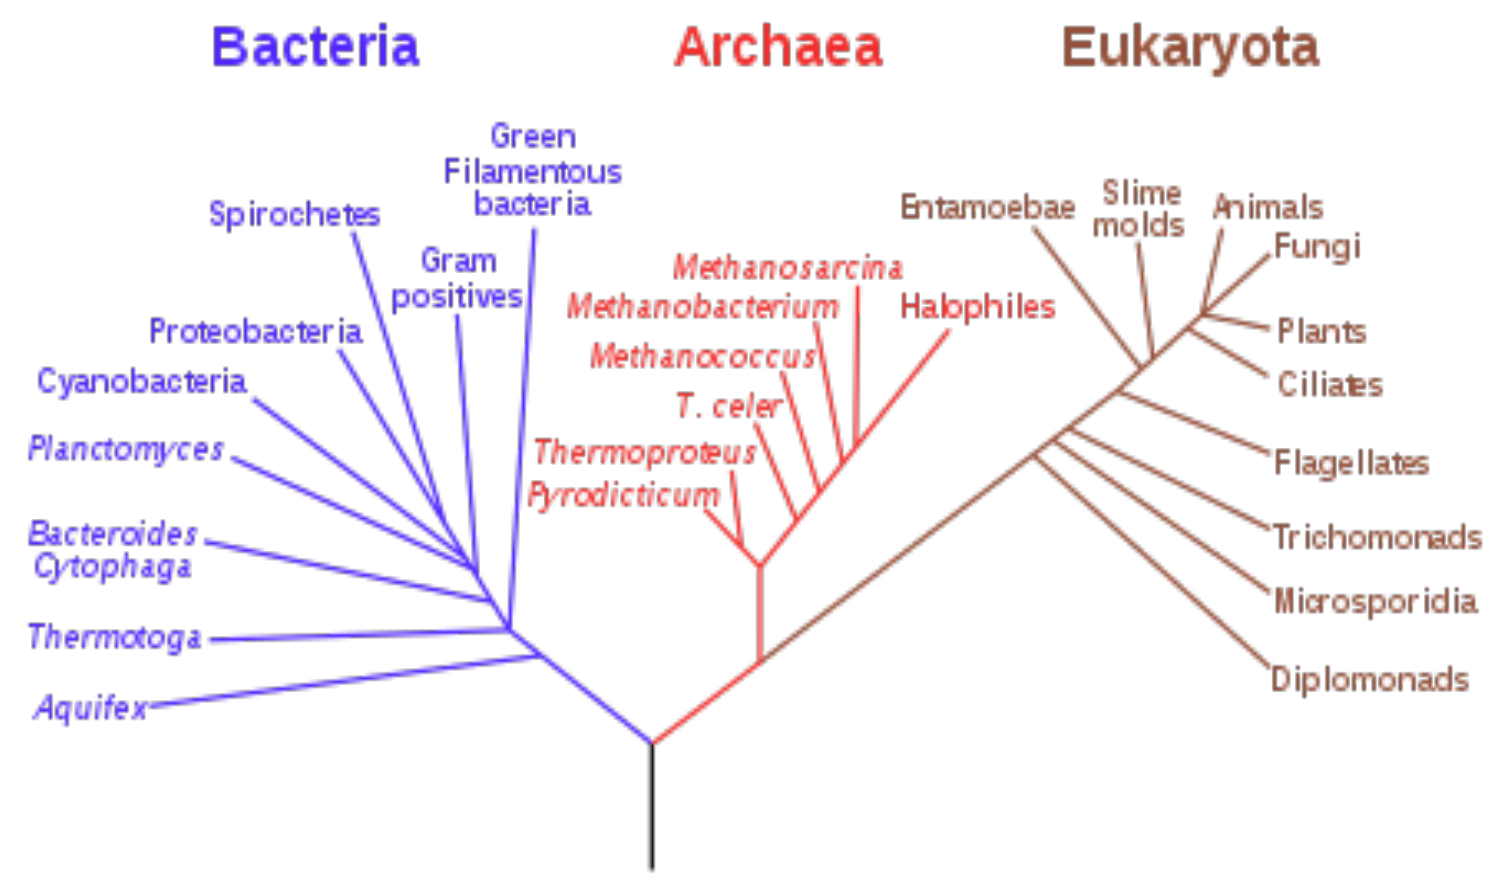 Bacteria
Archaea
Eukaryota
Green
Filamentous
bacteria
Spirochetes
Gram
positives
Proteobacteria
Cyanobacteria
Planctomyces
Bacteroides
Cytophaga
Thermotoga
Aquifex
Methanosarcina
Methanobacterium
Halophiles
Methanococcus
T. celer
Thermoproteus
Pyrodicticum
Entamoebae
Slime
molds
Animals
Fungi
Plants
Ciliates
Flagellates
Trichomonads
Microsporidia
Diplomonads